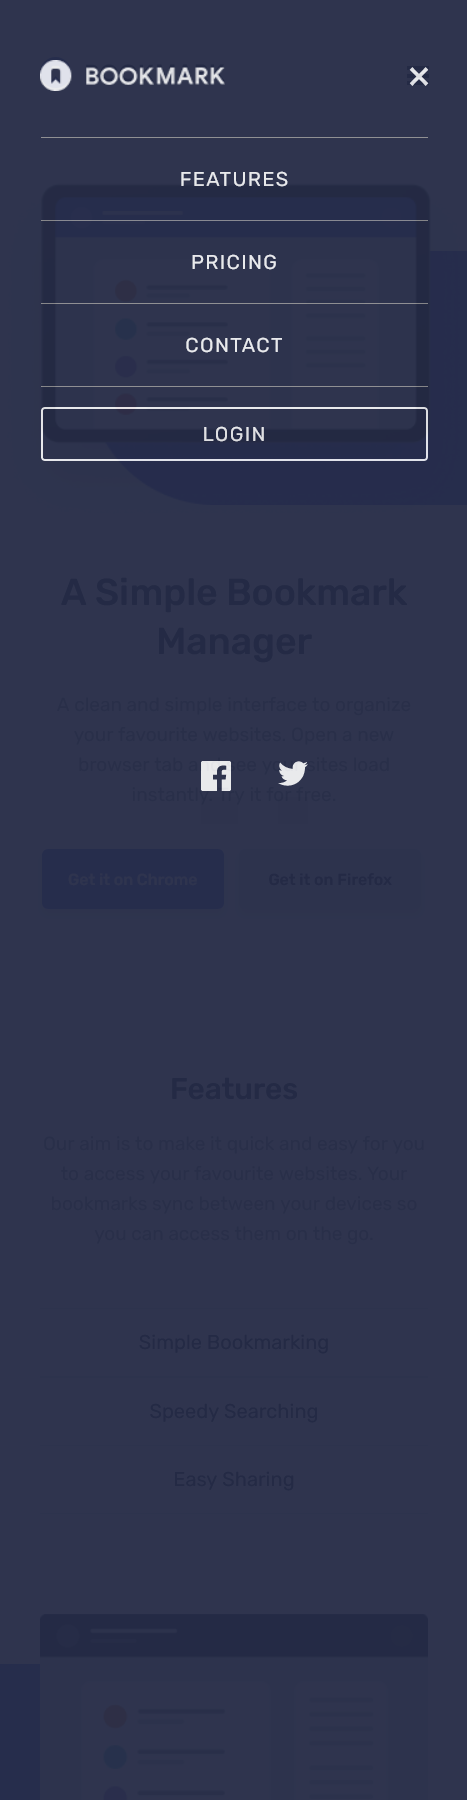 BOOKMARK
FEATURES
PRICING
CONTACT
LOGIN
A Simple Bookmark
Manager
A clean and simple interface to organize
your favourite websites. Open a new
browser tab a ee y sites load
instantly. Try it for free.
Get it on Chrome
Get it on Firefox
Features
Our aim is to make it quick and easy for you
to access your favourite websites. Your
bookmarks sync between your devices so
you can access them on the go.
Simple Bookmarking
Speedy Searching
Easy Sharing